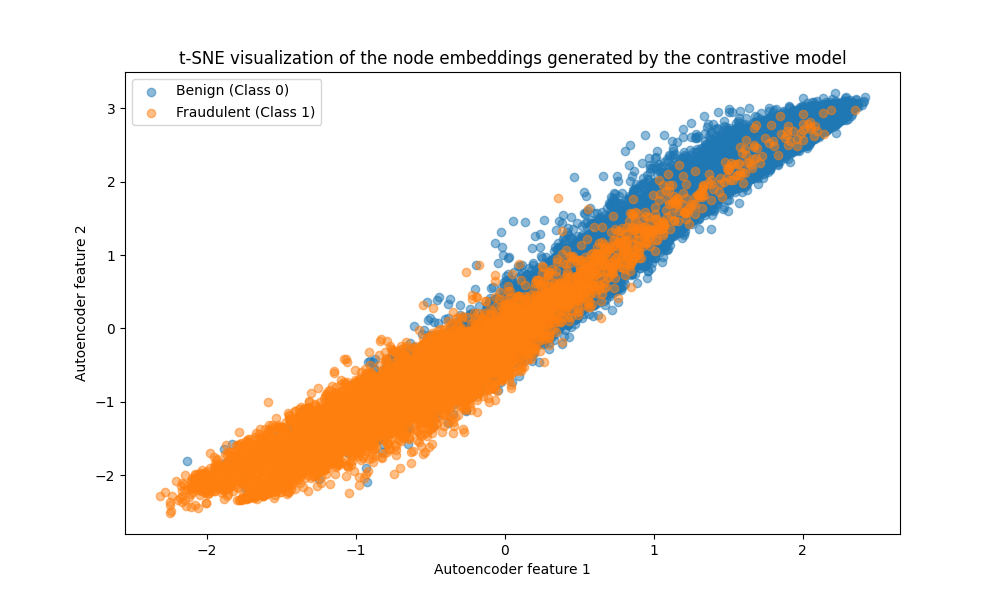 t-SNE visualization of the node embeddings generated by the contrastive model
Benign (Class 0)
Fraudulent (Class 1)
Autoencoder feature 2
3
2
1
0
−1
−2
−2
−1
0
1
2
Autoencoder feature 1